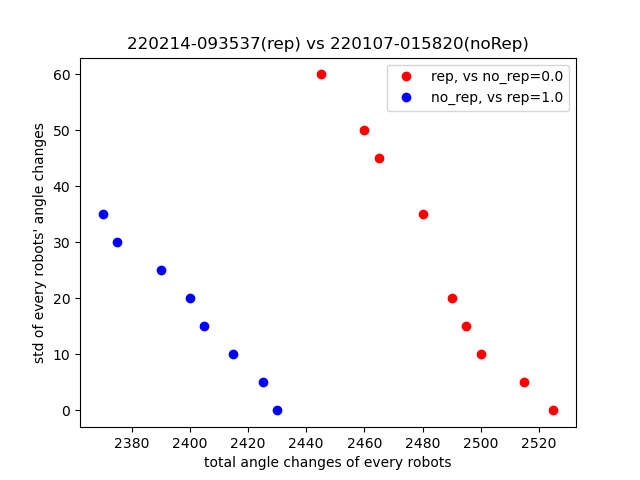 220214-093537(rep) vs 220107-015820(noRep)
rep, vs no_rep=0.0
no_rep, vs rep=1.0
std of every robots' angle changes
60
50
40
30
20
10
0
2380 2400 2420 2440 2460 2480 2500 2520
total angle changes of every robots